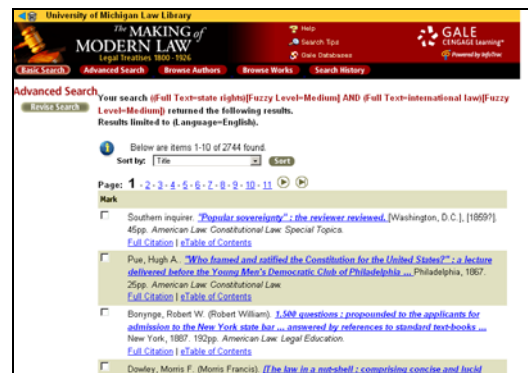 University of Michigan Law Library
The MAKING of
MODERN LAW
Legal Treatises 1800 - 1926
Help
Search Tips
Gale Databases
GALE
CENGAGE Learning
Powered by InfoTrac
Basic Search Advanced Search Browse Authors Browse Works Search History
Advanced Search
Revise Search
Your search ((Full Text=state rights)[Fuzzy Level=Medium] AND (Full Text=international law)[Fuzzy
Level=Medium]) returned the following results.
Results limited to (Language=English).
Below are items 1-10 of 2744 found.
Sort by: Title Sort
Page: 1 - 2 - 3 - 4 - 5 - 6 - 7 - 8 - 9 - 10 - 11
Mark
Southern inquirer. "Popular sovereignty" : the reviewer reviewed. [Washington, D.C.], [1859?].
45pp. American Law: Constitutional Law: Special Topics.
Full Citation | eTable of Contents
Pue, Hugh A.. "Who framed and ratified the Constitution for the United States?" : a lecture
delivered before the Young Men's Democratic Club of Philadelphia ... Philadelphia, 1867.
25pp. American Law: Constitutional Law.
Full Citation | eTable of Contents
Bonynge, Robert W. (Robert William). 1,500 questions : propounded to the applicants for
admission to the New York state bar ... answered by references to standard text-books ...
New York, 1887. 192pp. American Law: Legal Education.
Full Citation | eTable of Contents
Dowley, Morris F. (Morris Francis). [The law in a nut-shell : comprising concise and lucid